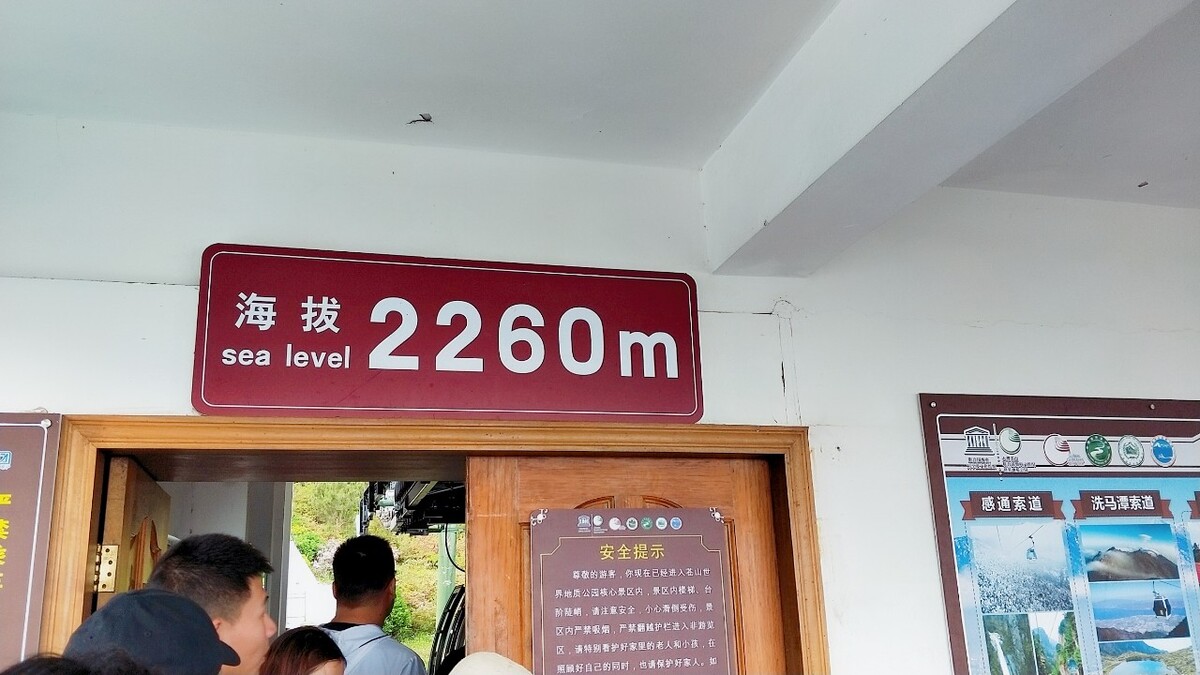 海拔
sea level
2260m
安全提示
尊敬的游客，你现在已经进入苍山世
界地质公园核心景区内，景区内楼梯、台
阶陡峭，请注意安全，小心滑倒受伤，景
区内严禁吸烟，严禁翻越护栏进入非游览
区，请特别看护好家里的老人和小孩，在
照顾好自己的同时，也请保护好家人。如
感通索道
洗马潭索道